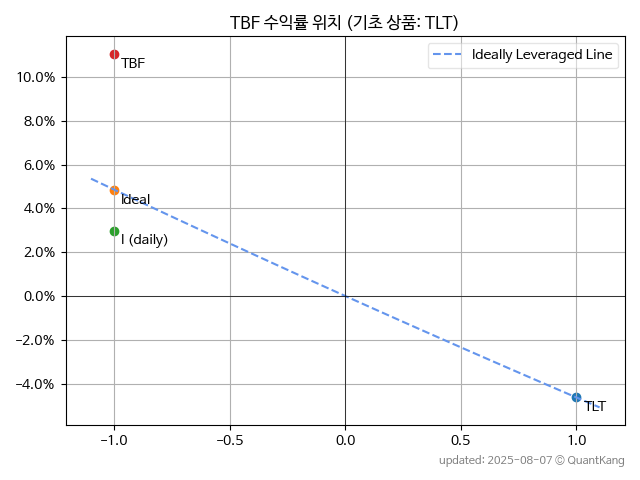 TBF 수익률 위치 (기초 상품: TLT)
Ideally Leveraged Line
10.0%
8.0%
6.0%
4.0%
2.0%
0.0%
−2.0%
−4.0%
TBF
Ideal
I (daily)
TLT
−1.0 −0.5 0.0 0.5 1.0
updated: 2025-08-07 © QuantKang